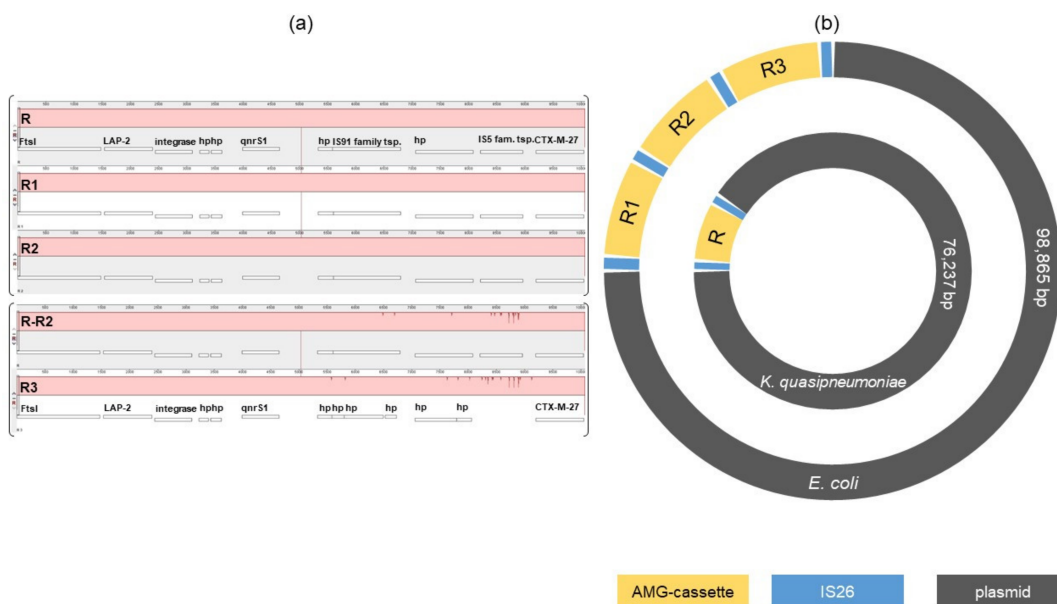 (a)
(b)
R
FtsI LAP-2 integrase hphp qnrS1 hp IS91 family tsp. hp IS5 fam. tsp. CTX-M-27
R1
R2
R-R2
R3
FtsI LAP-2 integrase hphp qnrS1 hp hp hp hp hp hp CTX-M-27
R1
R2
R3
R
76,237 bp
98,865 bp
K. quasipneumoniae
E. coli
AMG-cassette
IS26
plasmid